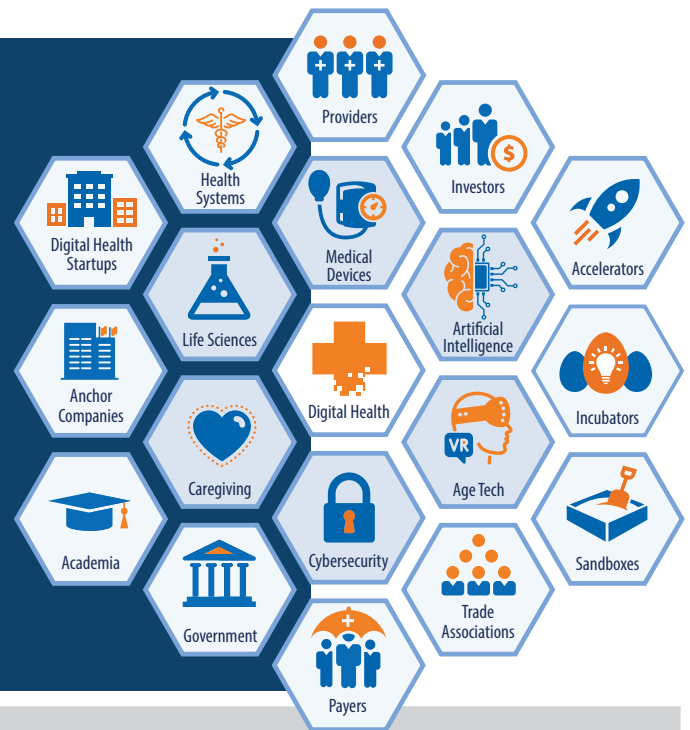 Providers
Health
Systems
Investors
Digital Health
Startups
Medical
Devices
Accelerators
Life Sciences
Artificial
Intelligence
Anchor
Companies
Digital Health
Incubators
Caregiving
VR
Age Tech
Academia
Cybersecurity
Sandboxes
Government
Trade
Associations
Payers
$